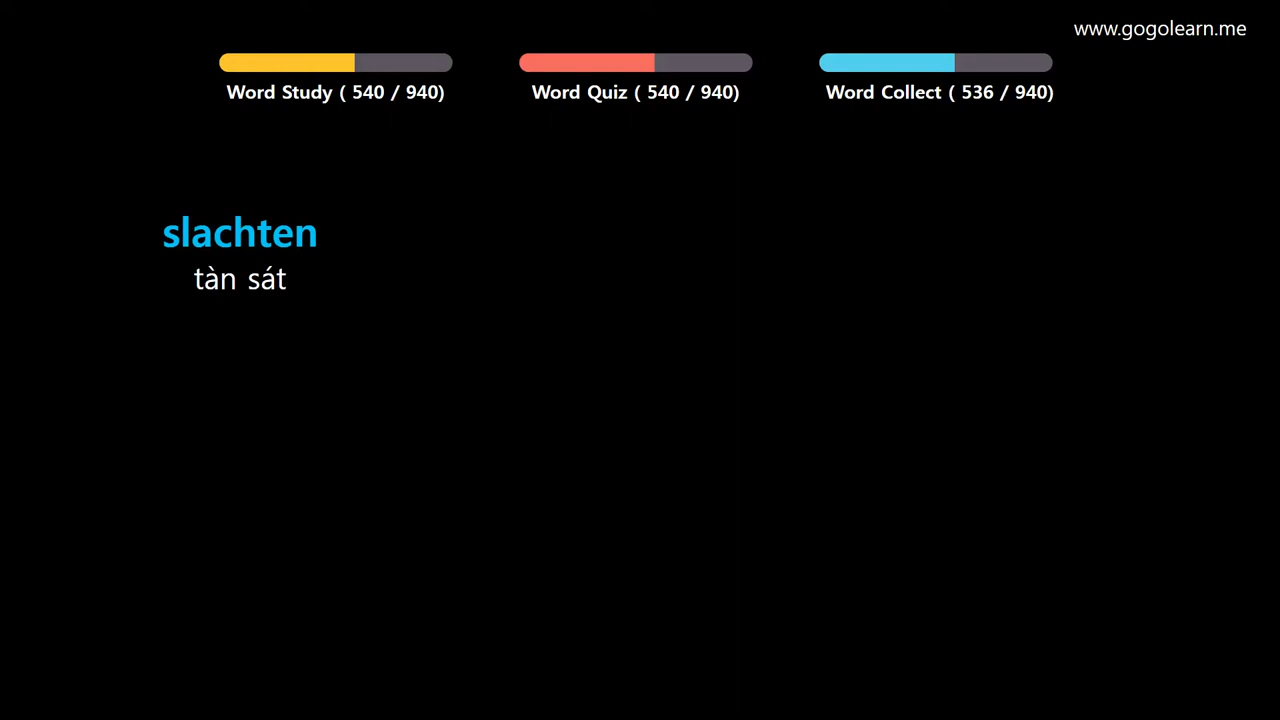 www.gogolearn.me
Word Study ( 540 / 940)
Word Quiz ( 540 / 940)
Word Collect ( 536 / 940)
slachten
tàn sát